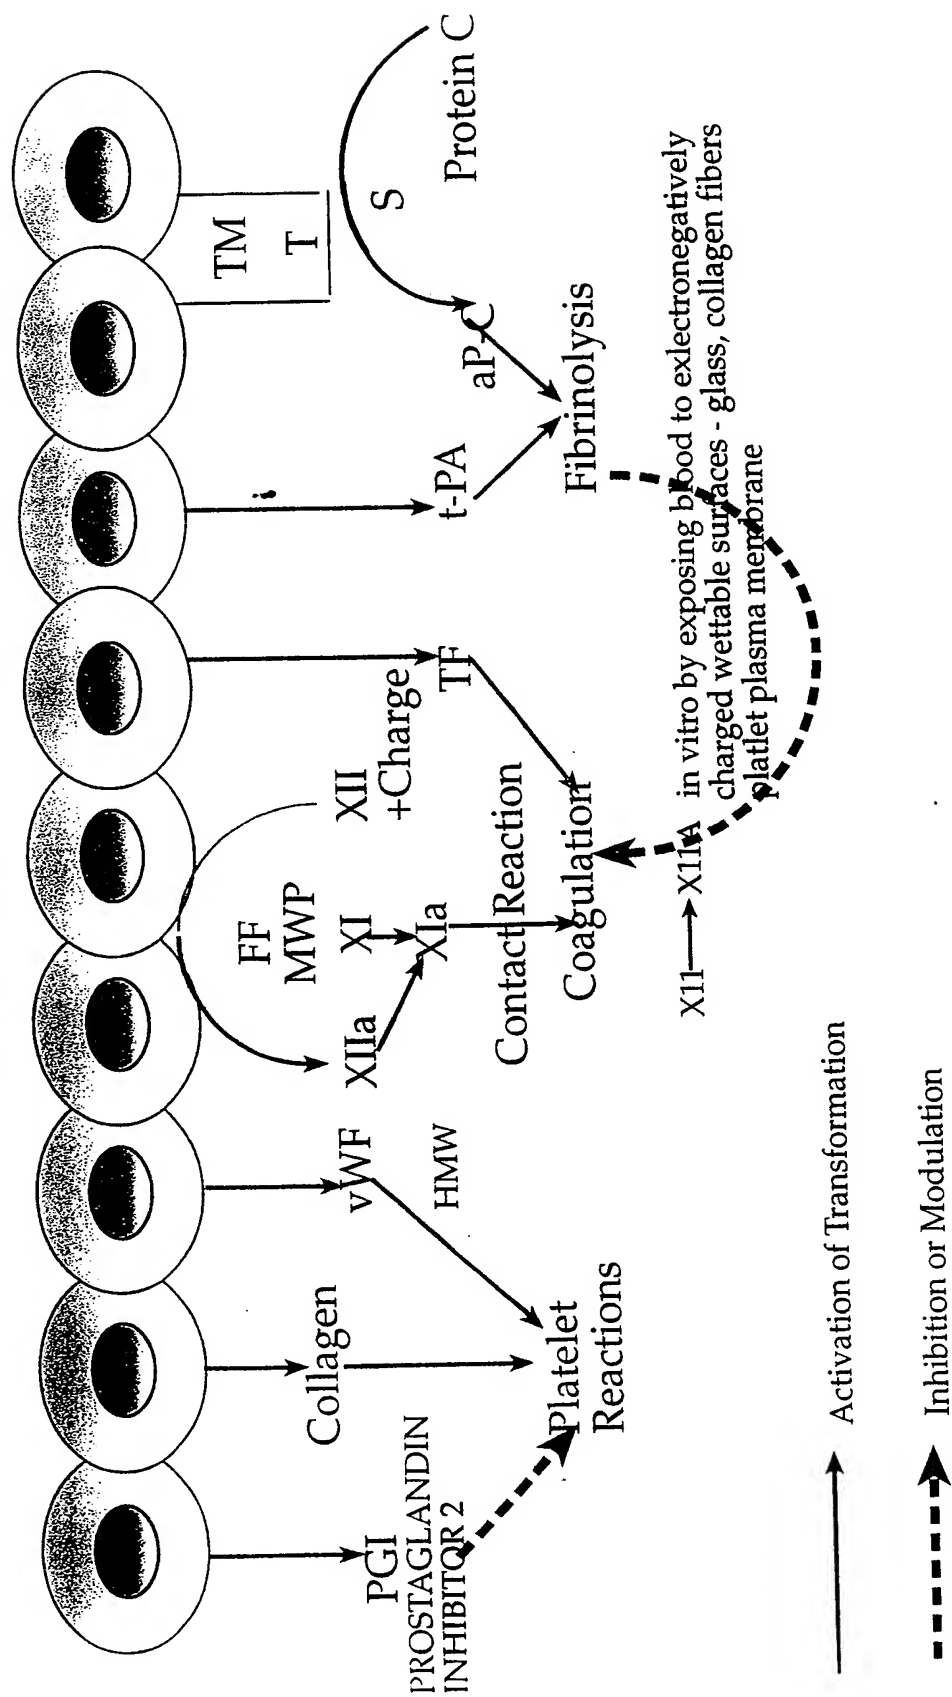 PGI
PROSTAGLANDIN
INHIBITOR 2
Collagen
vWF
HMW
Platelet
Reactions
FF
MWP
XIIa
XI
XIa
XII
+Charge
Contact Reaction
TF
Coagulation
t-PA
TM
T
S
Protein C
aP-C
Fibrinolysis
X11
X11A
in vitro by exposing blood to exlectronegatively
charged wettable surfaces - glass, collagen fibers
platlet plasma membrane
Activation of Transformation
Inhibition or Modulation